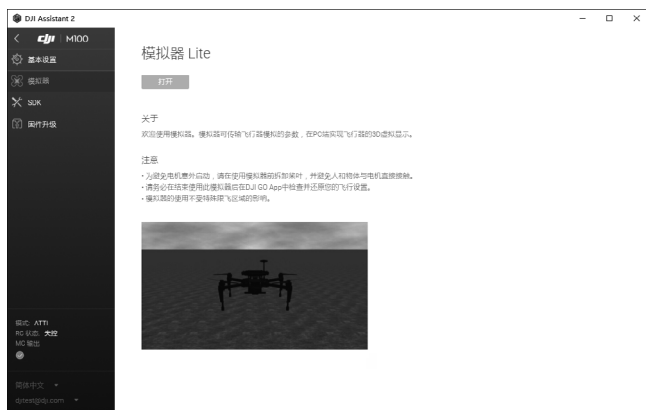 DJI Assistant 2
dji M100
基本设置
模拟器
SDK
固件升级
模拟器 Lite
打开
关于
欢迎使用模拟器。模拟器可传输飞行器模拟的参数，在PC端实现飞行器的3D虚拟显示。
注意
• 为避免电机意外启动，请在使用模拟器前拆卸桨叶，并避免人和物体与电机直接接触。
• 请务必在结束使用此模拟器后在DJI GO App中检查并还原您的飞行设置。
• 模拟器的使用不受特殊限飞区域的影响。
模式: ATTI
RC 状态: 失控
MC 输出
简体中文
djitest@dji.com